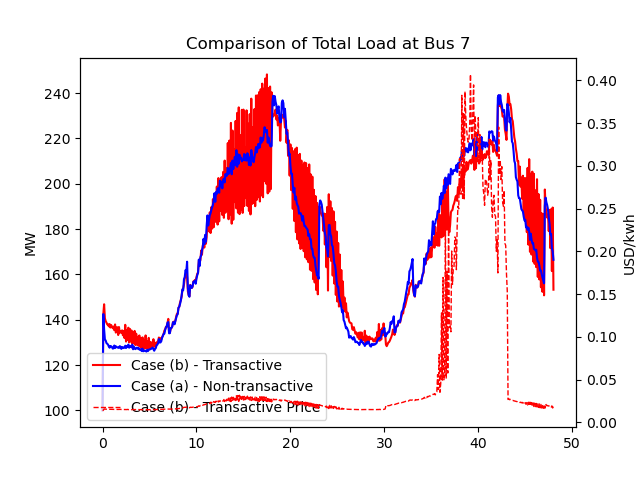 Comparison of Total Load at Bus 7
240
220
200
180
160
140
120
100
MW
0.40
0.35
0.30
0.25
0.20
0.15
0.10
0.05
0.00
USD/kwh
Case (b) - Transactive
Case (a) - Non-transactive
Case (b) - Transactive Price
0 10 20 30 40 50